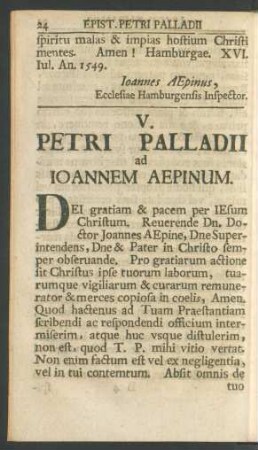 24 EPIST. PETRI PALLADII
spiritu malas & impias hostium Christi
mentes. Amen! Hamburgae. XVI.
Iul. An. 1549.
Ioannes AEpinus,
Ecclesiae Hamburgensis Inspector.
V.
PETRI PALLADII
ad
IOANNEM AEPINUM.
DEI gratiam & pacem per IEsum
Christum. Reuerende Dn. Do-
ctor Joannes AEpine, Dne Super-
intendens, Dne & Pater in Christo sem-
per obseruande. Pro gratiarum actione
sit Christus ipse tuorum laborum, tua-
rumque vigiliarum & curarum remune-
rator & merces copiosa in coelis, Amen.
Quod hactenus ad Tuam Praestantiam
scribendi ac respondendi officium inter-
miserim, atque huc vsque distulerim,
non est, quod T. P. mihi vitio vertat.
Non enim factum est vel ex negligentia,
vel in tui contemtum. Absit omnis de
tuo